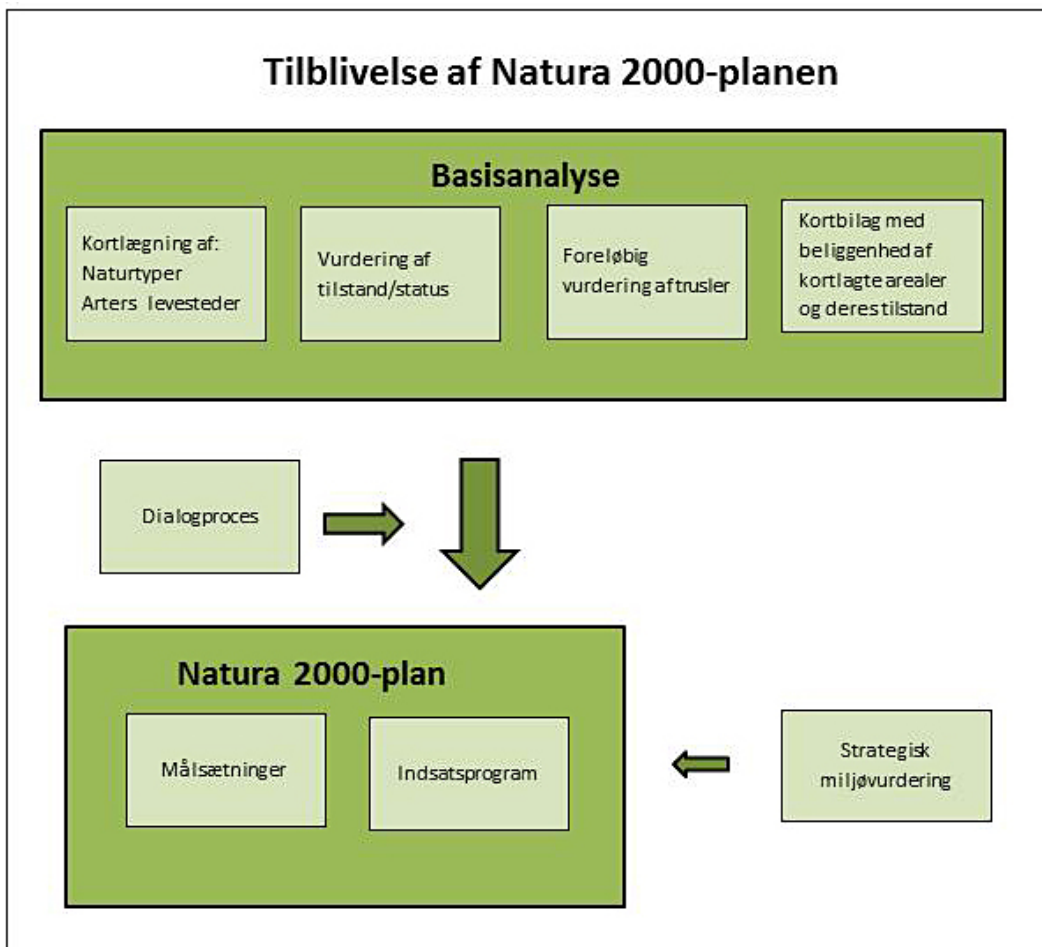 Tilblivelse af Natura 2000-planen
Basisanalyse
Kortlægning af:
Naturtyper
Arters levesteder
Vurdering af
tilstand/status
Foreløbig
vurdering af trusler
Kortbilag med
beliggenhed af
kortlagte arealer
og deres tilstand
Dialogproces
Natura 2000-plan
Målsætninger
Indsatsprogram
Strategisk
miljøvurdering